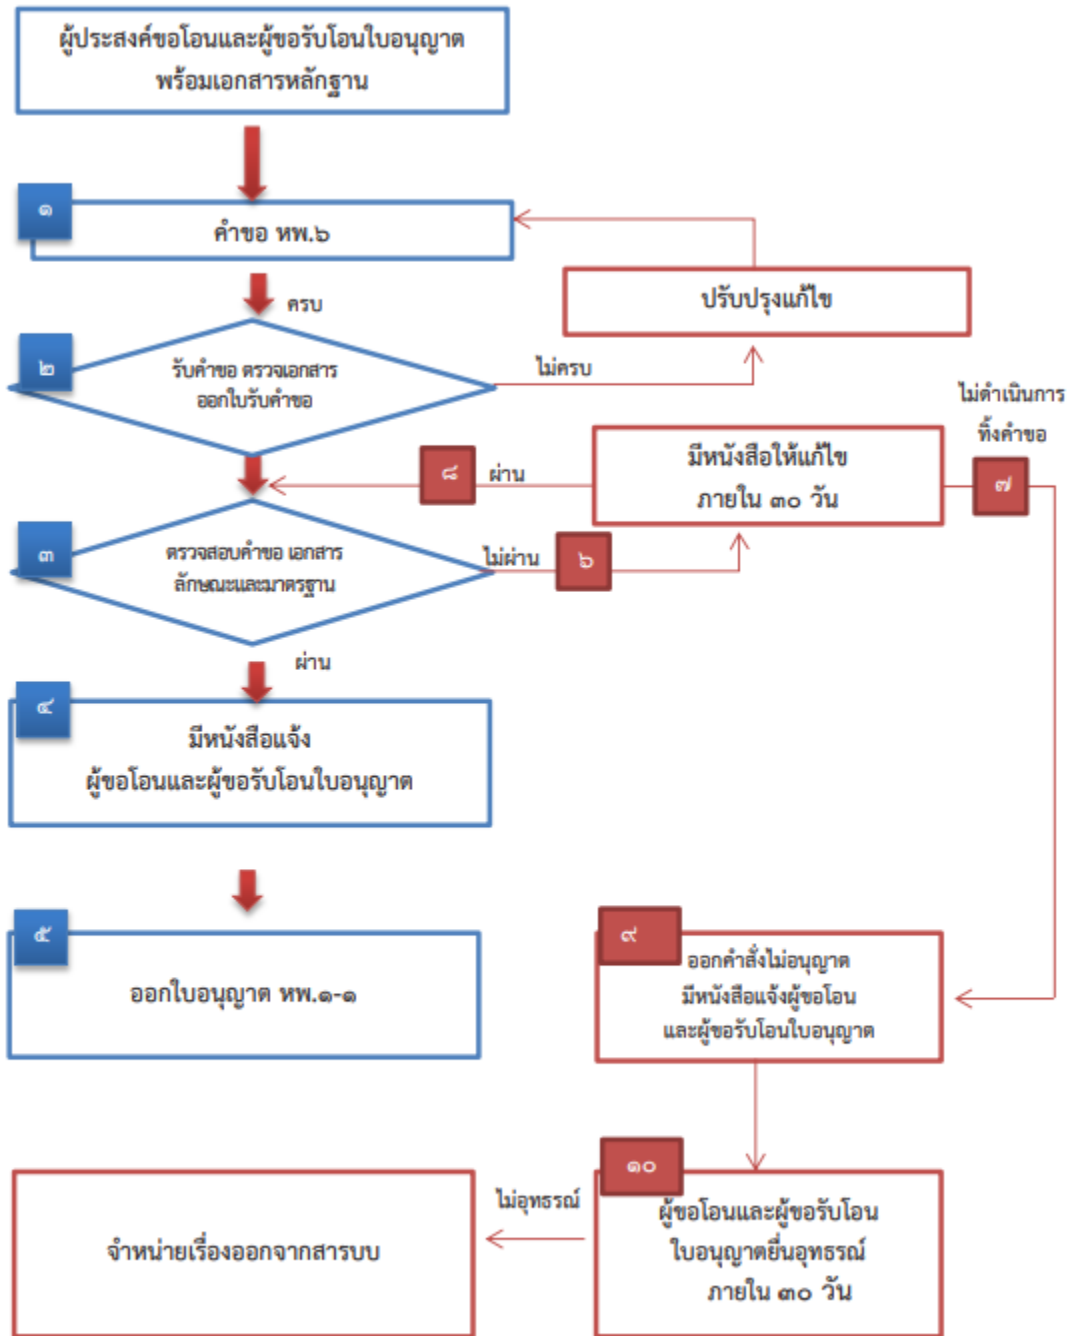 ผู้ประสงค์ขอโอนและผู้ขอรับโอนใบอนุญาต
พร้อมเอกสารหลักฐาน
๑
คำขอ หพ.๖
ครบ
ปรับปรุงแก้ไข
๒
รับคำขอ ตรวจเอกสาร
ออกใบรับคำขอ
ไม่ครบ
ไม่ดำเนินการ
ทิ้งคำขอ
มีหนังสือให้แก้ไข
ภายใน ๓๐ วัน
๘
ผ่าน
๗
๓
ตรวจสอบคำขอ เอกสาร
ลักษณะและมาตรฐาน
ไม่ผ่าน
๖
ผ่าน
๔
มีหนังสือแจ้ง
ผู้ขอโอนและผู้ขอรับโอนใบอนุญาต
๕
ออกใบอนุญาต หพ.๑-๑
๙
ออกคำสั่งไม่อนุญาต
มีหนังสือแจ้งผู้ขอโอน
และผู้ขอรับโอนใบอนุญาต
๑๐
ผู้ขอโอนและผู้ขอรับโอน
ใบอนุญาตยื่นอุทธรณ์
ภายใน ๓๐ วัน
ไม่อุทธรณ์
จำหน่ายเรื่องออกจากสารบบ